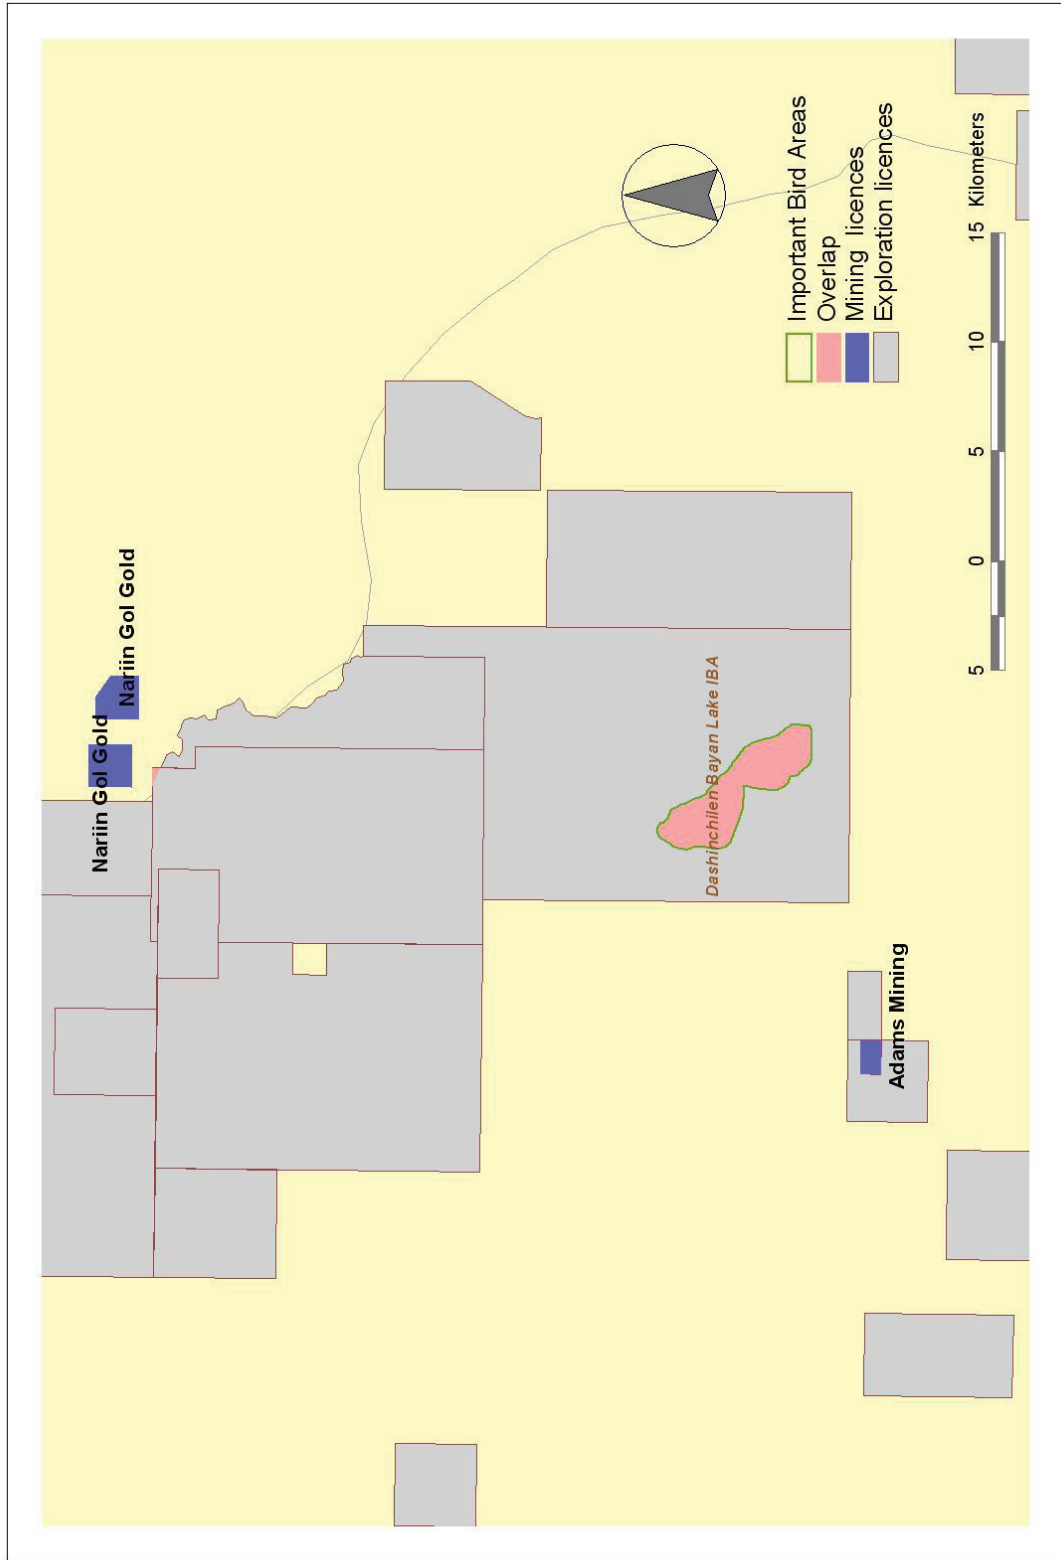 Nariin Gol Gold
Nariin Gol Gold
Dashinchilen Bayan Lake IBA
Adams Mining
Important Bird Areas
Overlap
Mining licences
Exploration licences
5 0 5 10 15 Kilometers